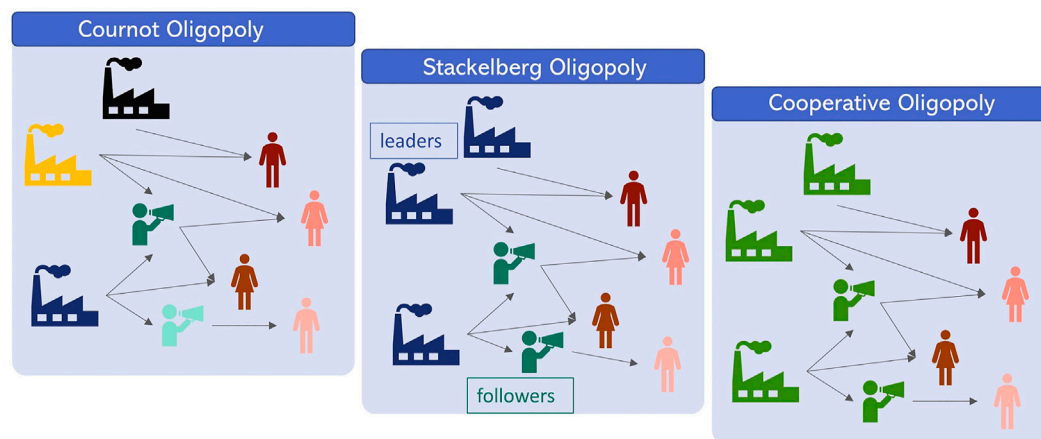 Cournot Oligopoly
Stackelberg Oligopoly
leaders
followers
Cooperative Oligopoly